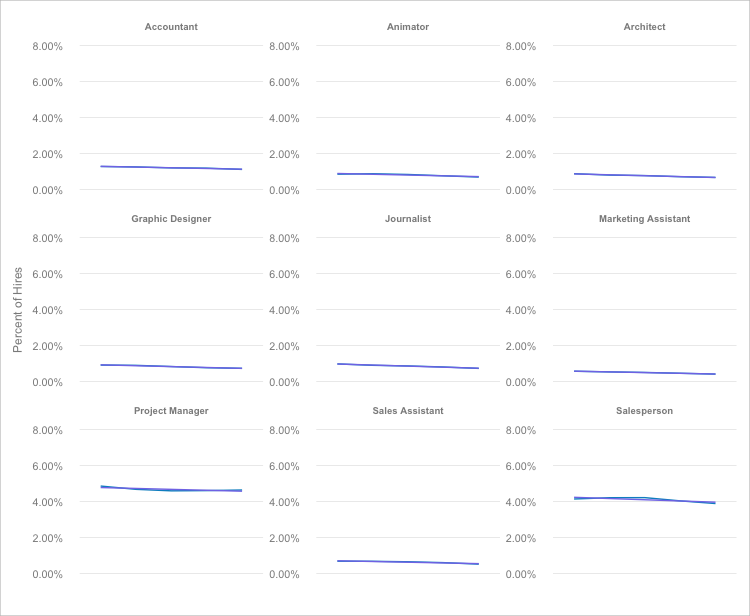 Accountant Animator Architect
8.00% 8.00% 8.00%
6.00% 6.00% 6.00%
4.00% 4.00% 4.00%
2.00% 2.00% 2.00%
0.00% 0.00% 0.00%
Graphic Designer Journalist Marketing Assistant
8.00% 8.00% 8.00%
6.00% 6.00% 6.00%
4.00% 4.00% 4.00%
2.00% 2.00% 2.00%
0.00% 0.00% 0.00%
Percent of Hires
Project Manager Sales Assistant Salesperson
8.00% 8.00% 8.00%
6.00% 6.00% 6.00%
4.00% 4.00% 4.00%
2.00% 2.00% 2.00%
0.00% 0.00% 0.00%